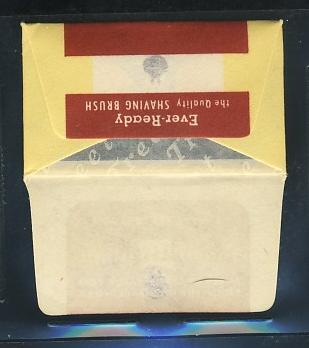 Ever-Ready
the Quality SHAVING BRUSH